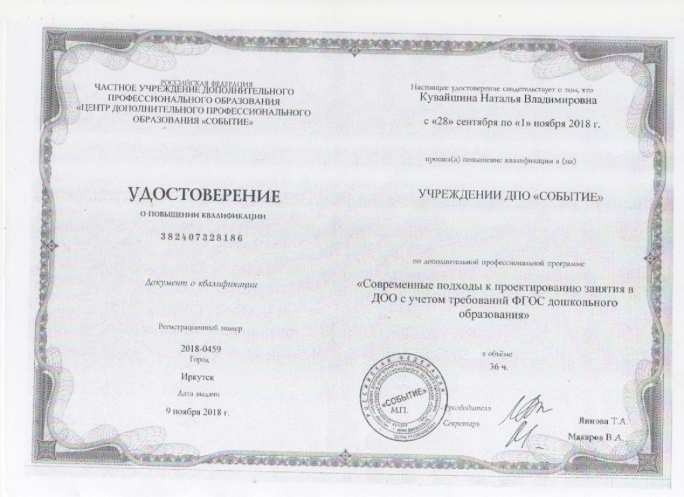 РОССИЙСКАЯ ФЕДЕРАЦИЯ
ЧАСТНОЕ УЧРЕЖДЕНИЕ ДОПОЛНИТЕЛЬНОГО
ПРОФЕССИОНАЛЬНОГО ОБРАЗОВАНИЯ
«ЦЕНТР ДОПОЛНИТЕЛЬНОГО ПРОФЕССИОНАЛЬНОГО
ОБРАЗОВАНИЯ «СОБЫТИЕ»
УДОСТОВЕРЕНИЕ
О ПОВЫШЕНИИ КВАЛИФИКАЦИИ
382407328186
Документ о квалификации
Регистрационный номер
2018-0459
Город
Иркутск
Дата выдачи
9 ноября 2018 г.
Настоящее удостоверение свидетельствует о том, что
Кувайшина Наталья Владимировна
с «28» сентября по «1» ноября 2018 г.
прошел(а) повышение квалификации в (на)
УЧРЕЖДЕНИИ ДПО «СОБЫТИЕ»
по дополнительной профессиональной программе
«Современные подходы к проектированию занятия в
ДОО с учетом требований ФГОС дошкольного
образования»
в объёме
36 ч.
РОССИЙСКАЯ ФЕДЕРАЦИЯ
«СОБЫТИЕ»
М.П.
Руководитель
Секретарь
Т.А.
Макаров В.А.